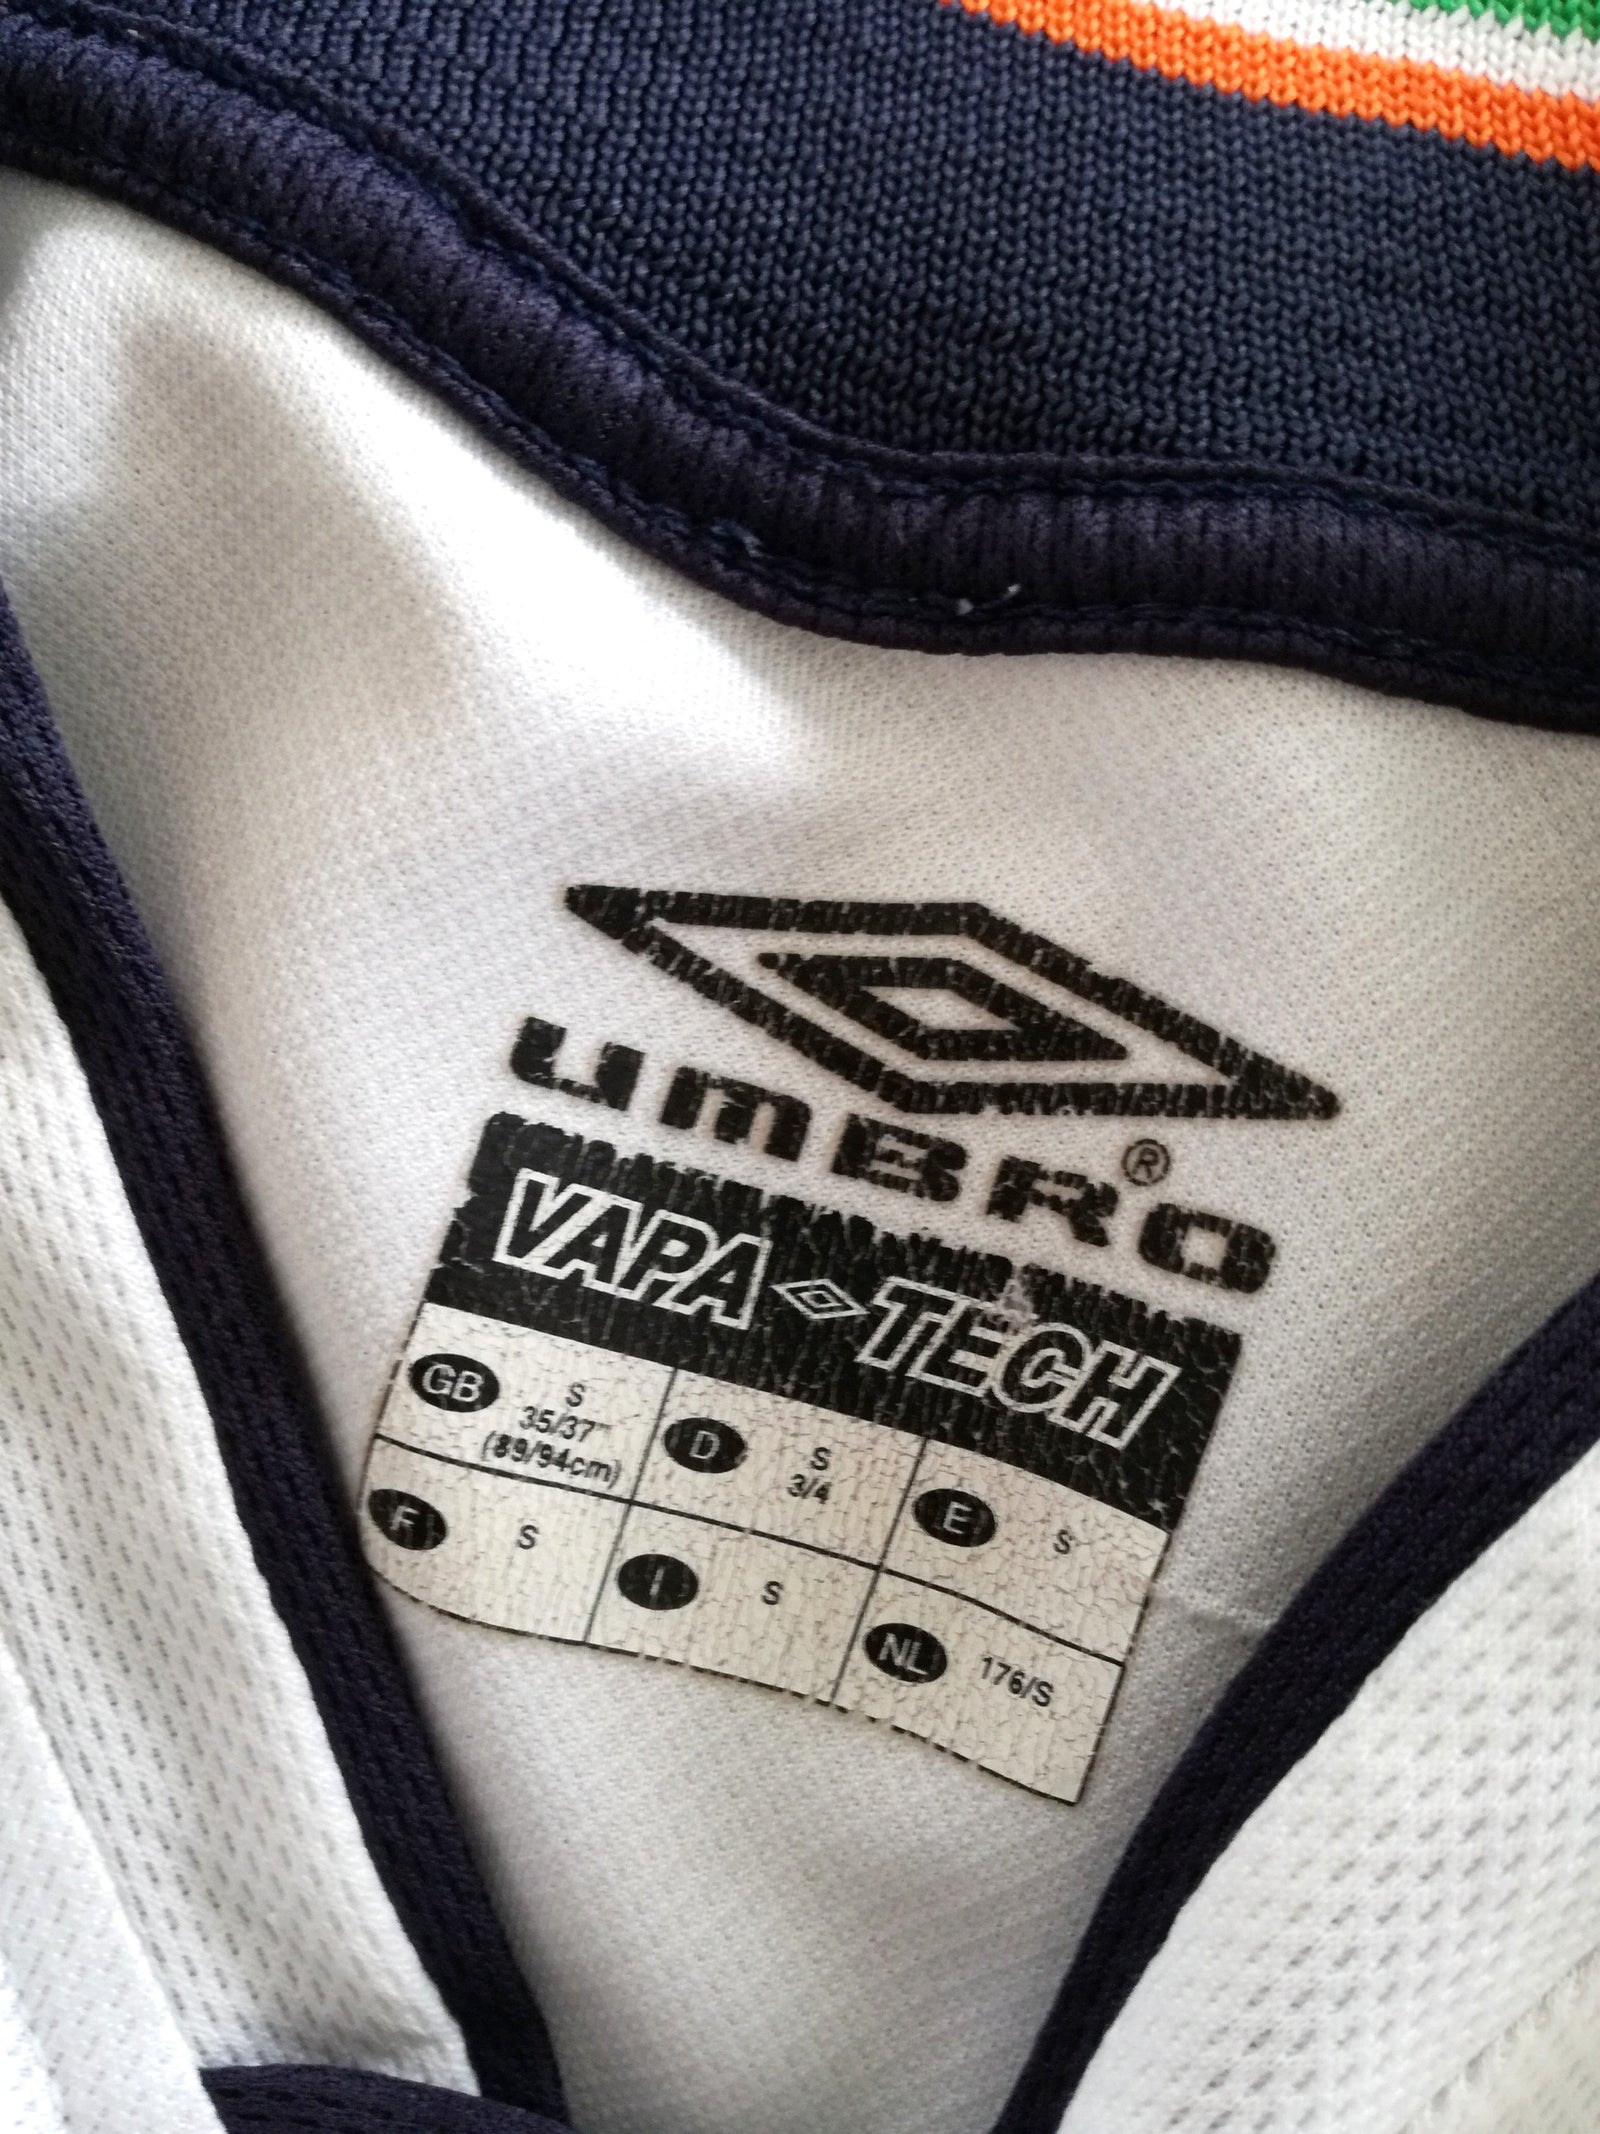 UMBRO®
VAPA TECH
GB S
35/37"
(89/94cm)
D S
3/4
E S
F S
I S
NL 176/S